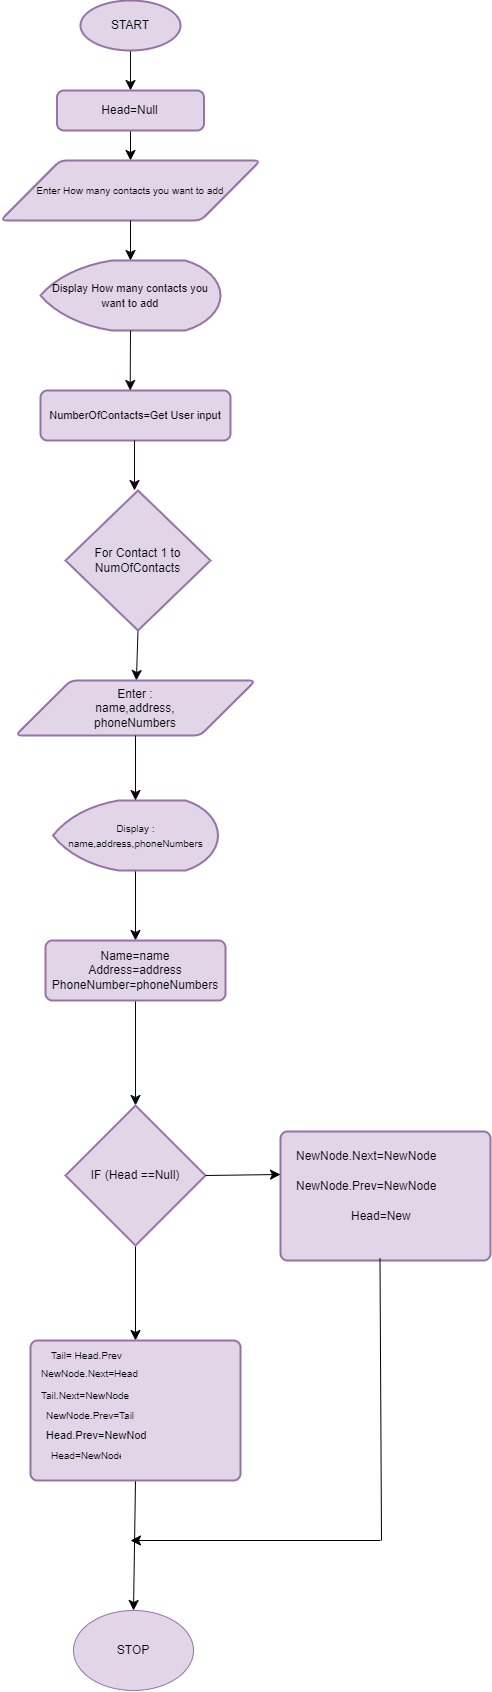 START
Head=Null
Enter How many contacts you want to add
Display How many contacts you
want to add
NumberOfContacts=Get User input
For Contact 1 to
NumOfContacts
Enter :
name,address,
phoneNumbers
Display :
name,address,phoneNumbers
Name=name
Address=address
PhoneNumber=phoneNumbers
IF (Head ==Null)
NewNode.Next=NewNode
NewNode.Prev=NewNode
Head=New
Tail= Head.Prev
NewNode.Next=Head
Tail.Next=NewNode
NewNode.Prev=Tail
Head.Prev=NewNod
Head=NewNode
STOP